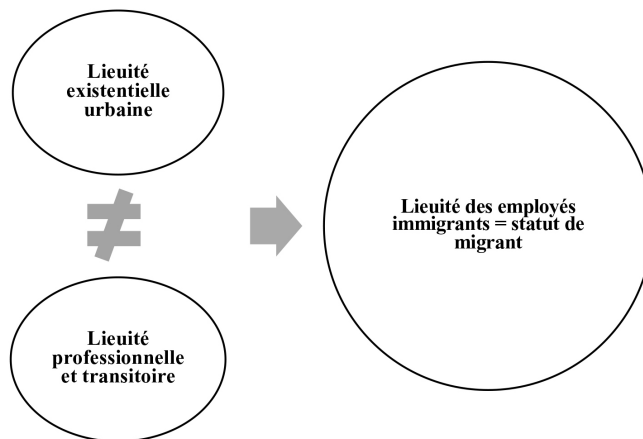 Lieuité
existentielle
urbaine
≠
Lieuité
professionnelle
et transitoire
Lieuité des employés
immigrants = statut de
migrant